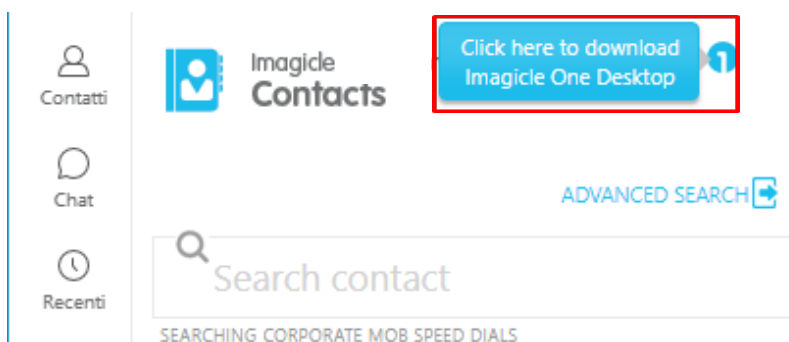 Contatti
Chat
Recenti
Imagicle
Contacts
Click here to download
Imagicle One Desktop
1
ADVANCED SEARCH
Search contact
SEARCHING CORPORATE MOB SPEED DIALS